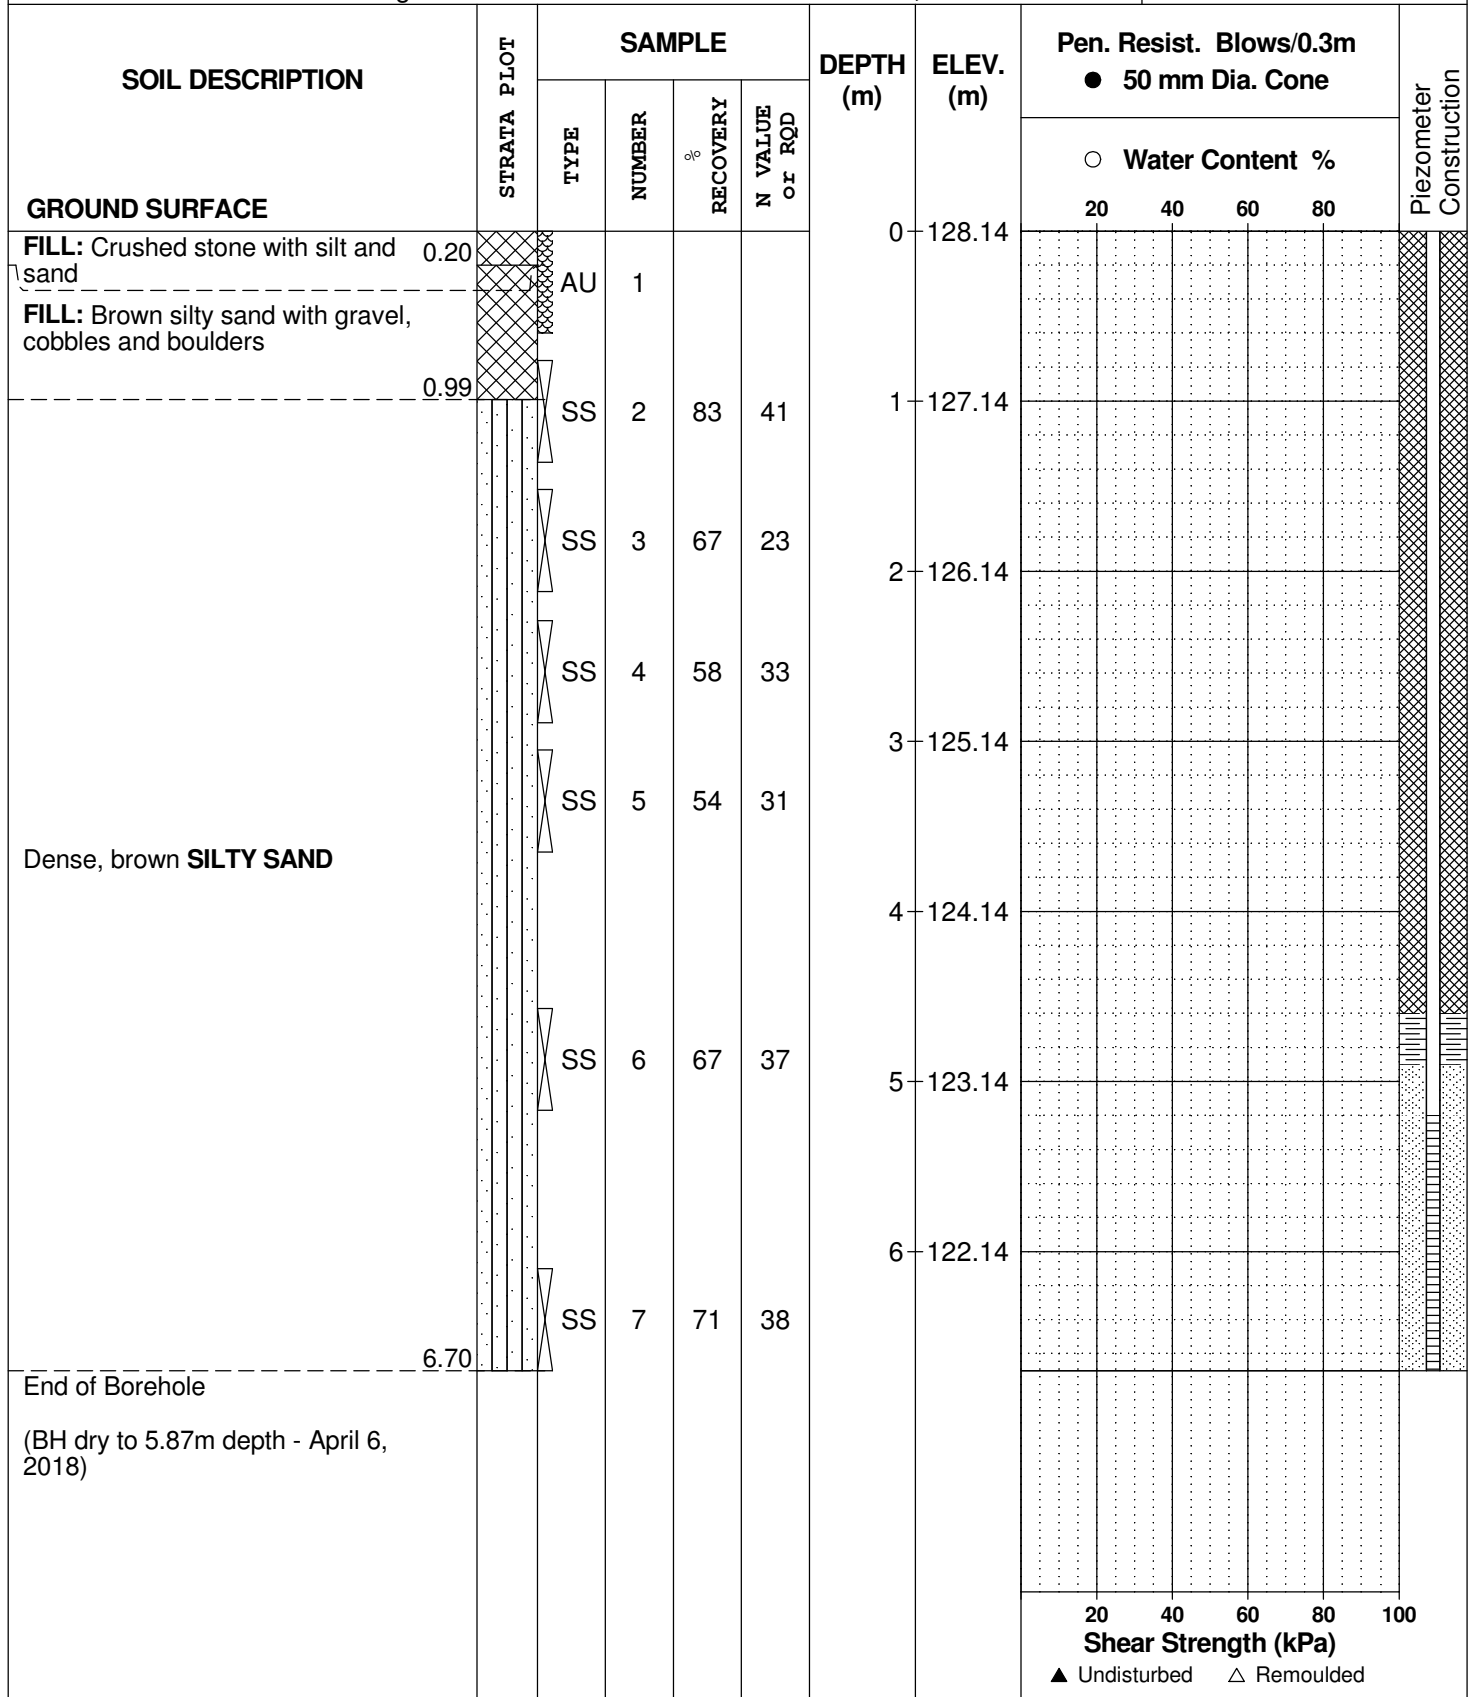 SOIL DESCRIPTION
GROUND SURFACE
STRATA PLOT
SAMPLE
TYPE
NUMBER
%
RECOVERY
N VALUE
or RQD
DEPTH
(m)
ELEV.
(m)
Pen. Resist. Blows/0.3m
● 50 mm Dia. Cone
○ Water Content %
20 40 60 80
Piezometer
Construction
0 128.14
FILL: Crushed stone with silt and
sand
0.20
AU 1
FILL: Brown silty sand with gravel,
cobbles and boulders
0.99
1 127.14
SS 2 83 41
SS 3 67 23
2 126.14
SS 4 58 33
3 125.14
SS 5 54 31
Dense, brown SILTY SAND
4 124.14
SS 6 67 37
5 123.14
6 122.14
SS 7 71 38
6.70
End of Borehole
(BH dry to 5.87m depth - April 6,
2018)
20 40 60 80 100
Shear Strength (kPa)
▲ Undisturbed △ Remoulded